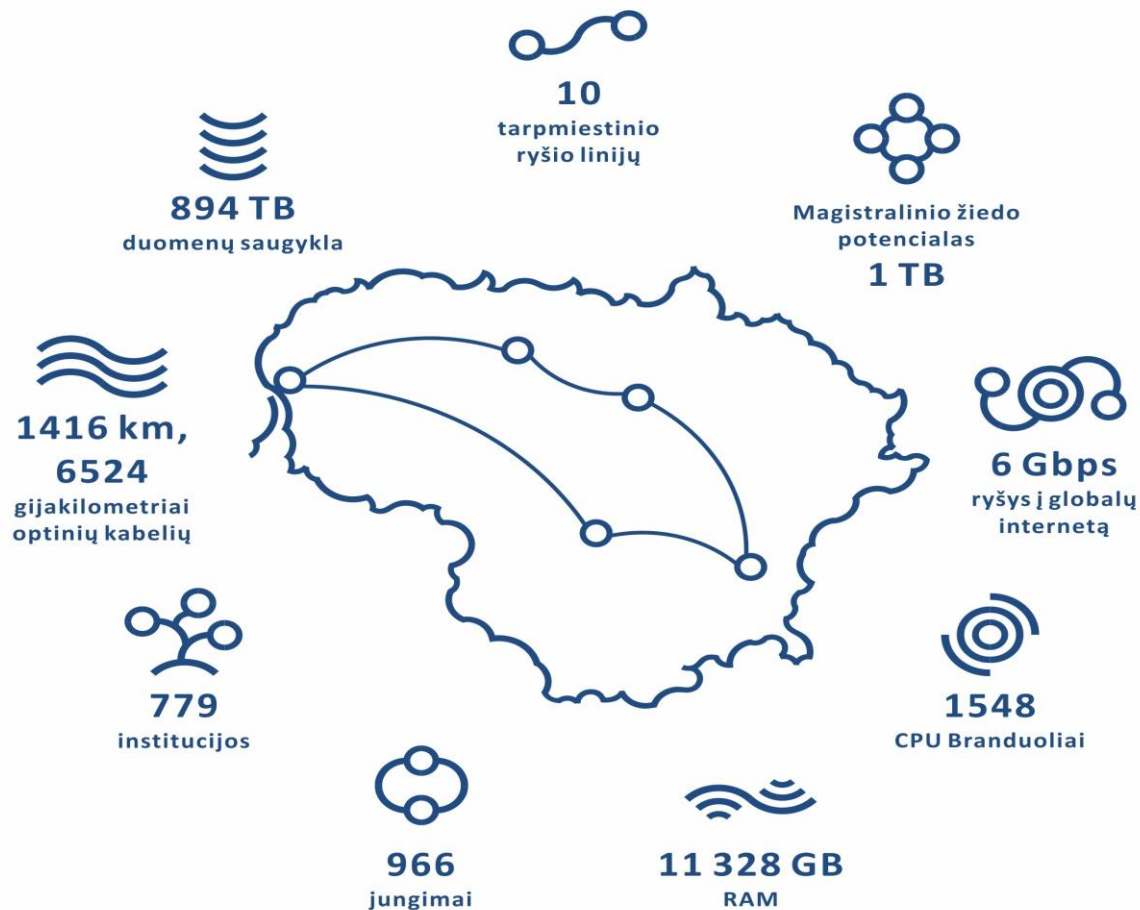 10
tarpmiestinio
ryšio linijų
894 TB
duomenų saugykla
Magistralinio žiedo
potencialas
1 TB
1416 km,
6524
gijakilometriai
optinių kabelių
6 Gbps
ryšys į globalų
internetą
779
institucijos
1548
CPU Branduoliai
966
jungimai
11 328 GB
RAM